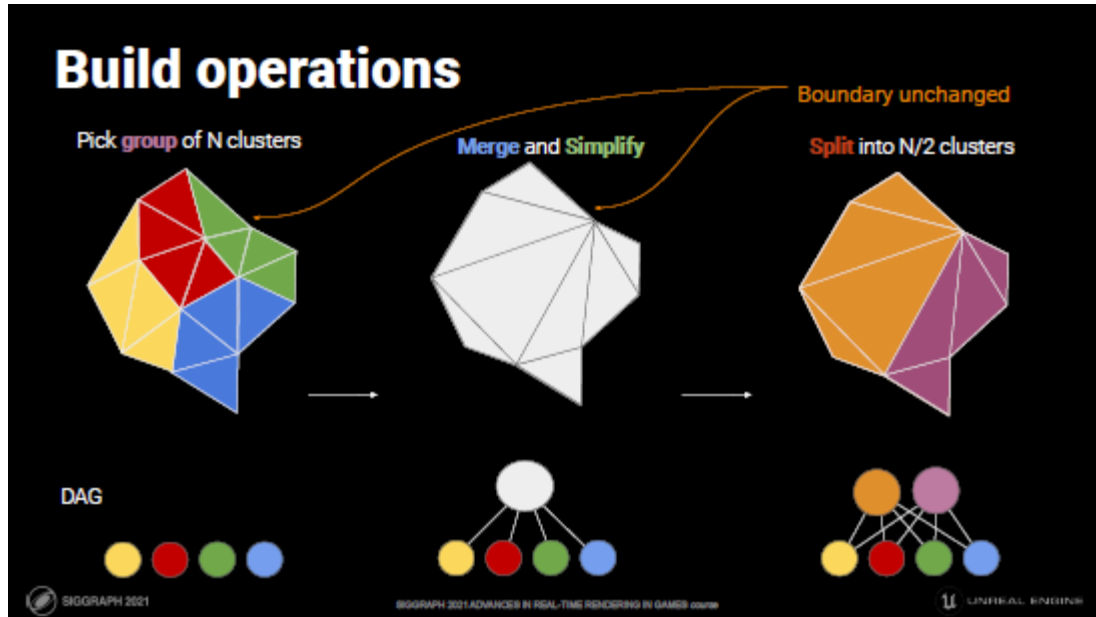 Build operations
Boundary unchanged
Pick group of N clusters
Merge and Simplify
Split into N/2 clusters
DAG
SIGGRAPH 2021
SIGGRAPH 2021 ADVANCES IN REAL-TIME RENDERING IN GAMES course
UNREAL ENGINE